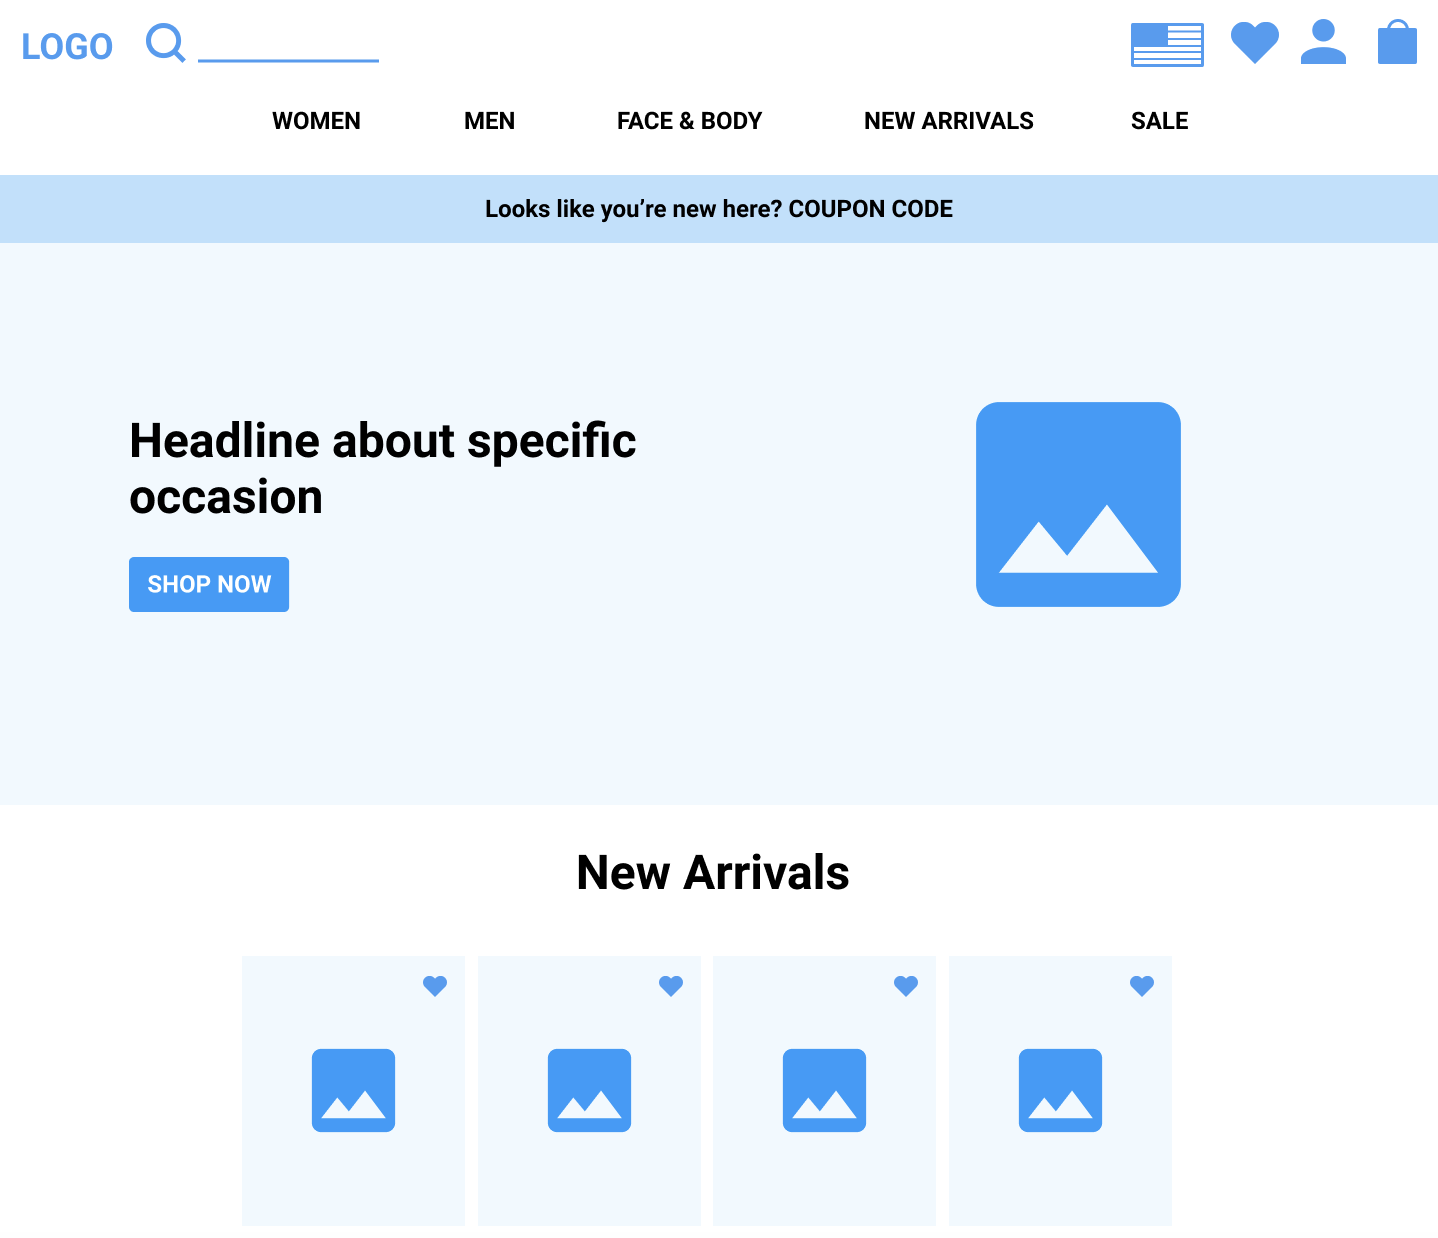 LOGO
WOMEN MEN FACE & BODY NEW ARRIVALS SALE
Looks like you’re new here? COUPON CODE
Headline about specific
occasion
SHOP NOW
New Arrivals